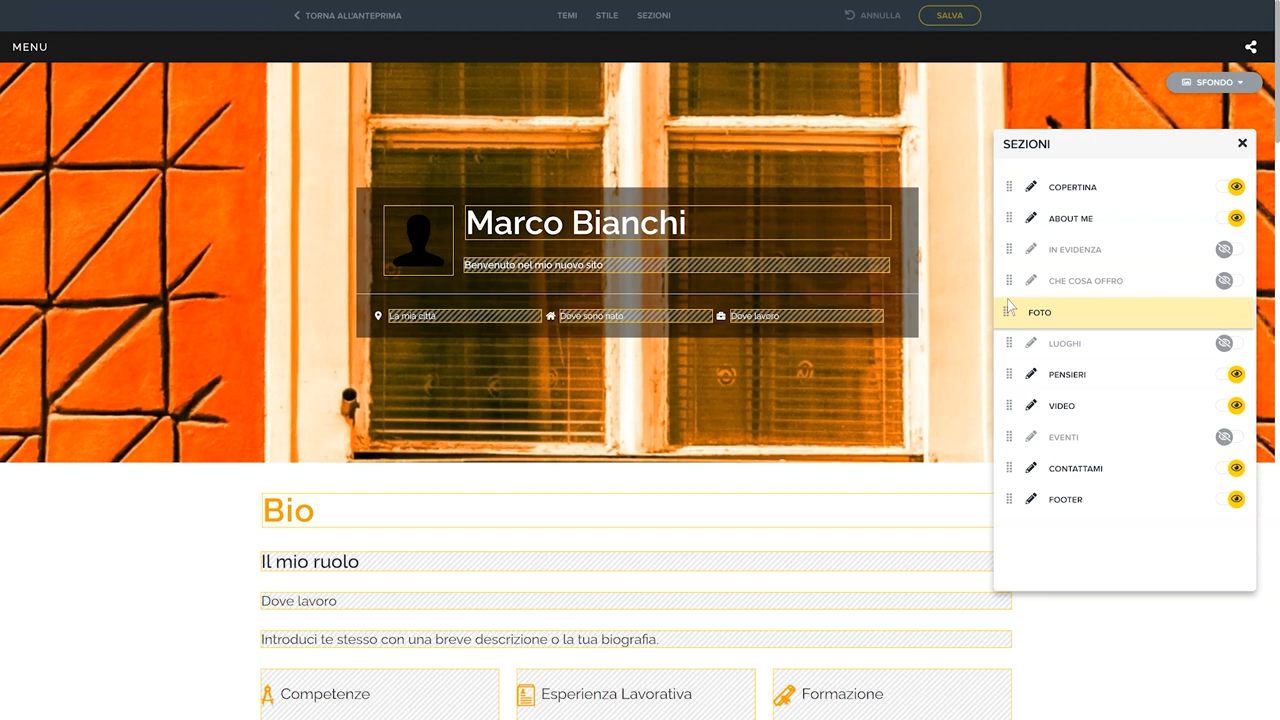 TORNA ALL'ANTEPRIMA
TEMI
STILE
SEZIONI
ANNULLA
SALVA
MENU
SFONDO
SEZIONI
COPERTINA
ABOUT ME
IN EVIDENZA
CHE COSA OFFRO
FOTO
LUOGHI
PENSIERI
VIDEO
EVENTI
CONTATTAMI
FOOTER
Marco Bianchi
Benvenuto nel mio nuovo sito
La mia città
Dove sono nato
Dove lavoro
Bio
Il mio ruolo
Dove lavoro
Introduci te stesso con una breve descrizione o la tua biografia.
Competenze
Esperienza Lavorativa
Formazione